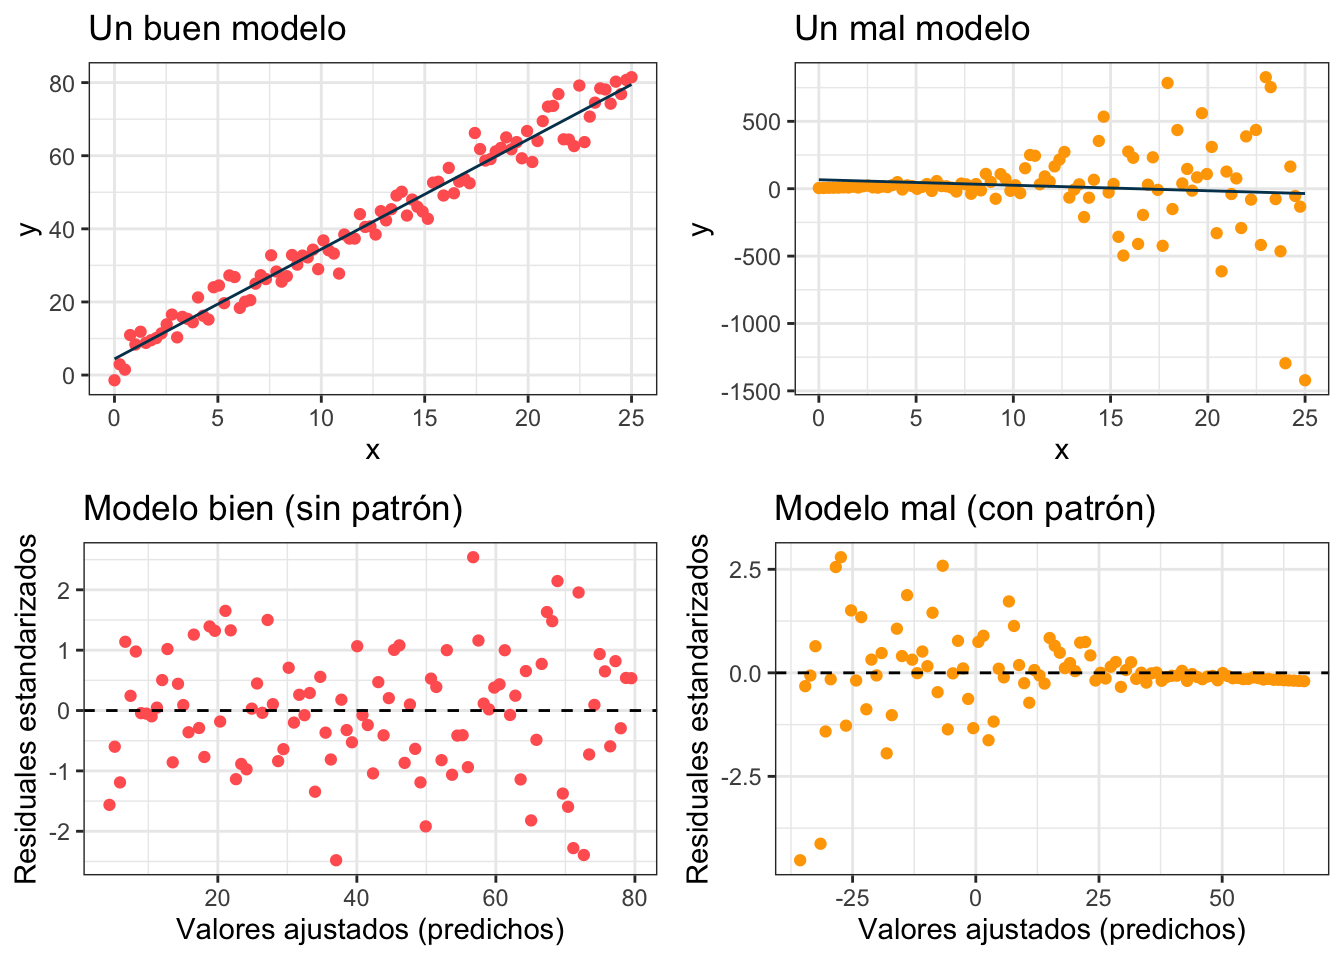 Un buen modelo
80
60
40
20
0
y
0 5 10 15 20 25
x
Un mal modelo
500
0
-500
-1000
-1500
y
0 5 10 15 20 25
x
Modelo bien (sin patrón)
2
1
0
-1
-2
Residuales estandarizados
20 40 60 80
Valores ajustados (predichos)
Modelo mal (con patrón)
2.5
0.0
-2.5
Residuales estandarizados
-25 0 25 50
Valores ajustados (predichos)